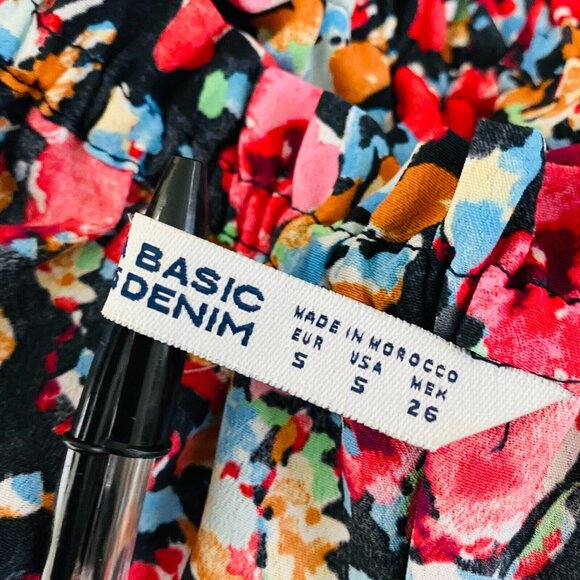 BASIC
DENIM
MADE IN MOROCCO
EUR USA MEX
S S 26